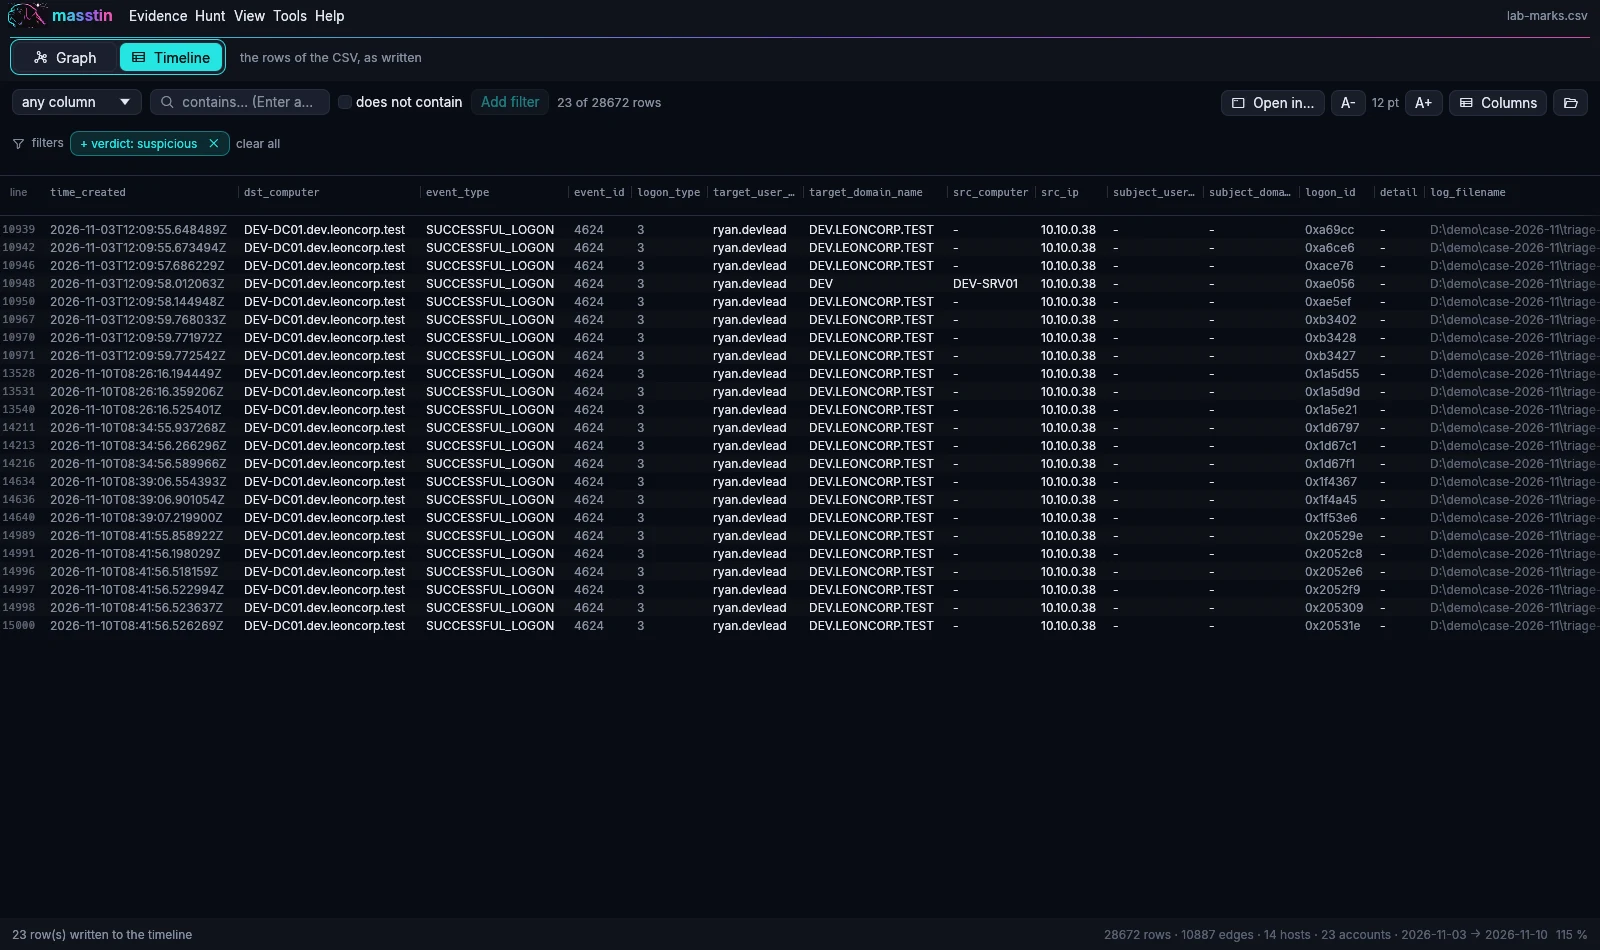 masstin Evidence Hunt View Tools Help lab-marks.csv
Graph Timeline the rows of the CSV, as written
any column contains... (Enter a... does not contain Add filter 23 of 28672 rows Open in... A- 12 pt A+ Columns
filters + verdict: suspicious × clear all
line time_created dst_computer event_type event_id logon_type target_user_… target_domain_name src_computer src_ip subject_user… subject_doma… logon_id detail log_filename
10939 2026-11-03T12:09:55.648489Z DEV-DC01.dev.leoncorp.test SUCCESSFUL_LOGON 4624 3 ryan.devlead DEV.LEONCORP.TEST - 10.10.0.38 - - 0xa69cc - D:\demo\case-2026-11\triage-
10942 2026-11-03T12:09:55.673494Z DEV-DC01.dev.leoncorp.test SUCCESSFUL_LOGON 4624 3 ryan.devlead DEV.LEONCORP.TEST - 10.10.0.38 - - 0xa6ce6 - D:\demo\case-2026-11\triage-
10946 2026-11-03T12:09:57.686229Z DEV-DC01.dev.leoncorp.test SUCCESSFUL_LOGON 4624 3 ryan.devlead DEV.LEONCORP.TEST - 10.10.0.38 - - 0xace76 - D:\demo\case-2026-11\triage-
10948 2026-11-03T12:09:58.012063Z DEV-DC01.dev.leoncorp.test SUCCESSFUL_LOGON 4624 3 ryan.devlead DEV DEV-SRV01 10.10.0.38 - - 0xae056 - D:\demo\case-2026-11\triage-
10950 2026-11-03T12:09:58.144948Z DEV-DC01.dev.leoncorp.test SUCCESSFUL_LOGON 4624 3 ryan.devlead DEV.LEONCORP.TEST - 10.10.0.38 - - 0xae5ef - D:\demo\case-2026-11\triage-
10967 2026-11-03T12:09:59.768033Z DEV-DC01.dev.leoncorp.test SUCCESSFUL_LOGON 4624 3 ryan.devlead DEV.LEONCORP.TEST - 10.10.0.38 - - 0xb3402 - D:\demo\case-2026-11\triage-
10970 2026-11-03T12:09:59.771972Z DEV-DC01.dev.leoncorp.test SUCCESSFUL_LOGON 4624 3 ryan.devlead DEV.LEONCORP.TEST - 10.10.0.38 - - 0xb3428 - D:\demo\case-2026-11\triage-
10971 2026-11-03T12:09:59.772542Z DEV-DC01.dev.leoncorp.test SUCCESSFUL_LOGON 4624 3 ryan.devlead DEV.LEONCORP.TEST - 10.10.0.38 - - 0xb3427 - D:\demo\case-2026-11\triage-
13528 2026-11-10T08:26:16.194449Z DEV-DC01.dev.leoncorp.test SUCCESSFUL_LOGON 4624 3 ryan.devlead DEV.LEONCORP.TEST - 10.10.0.38 - - 0x1a5d55 - D:\demo\case-2026-11\triage-
13531 2026-11-10T08:26:16.359206Z DEV-DC01.dev.leoncorp.test SUCCESSFUL_LOGON 4624 3 ryan.devlead DEV.LEONCORP.TEST - 10.10.0.38 - - 0x1a5d9d - D:\demo\case-2026-11\triage-
13540 2026-11-10T08:26:16.525401Z DEV-DC01.dev.leoncorp.test SUCCESSFUL_LOGON 4624 3 ryan.devlead DEV.LEONCORP.TEST - 10.10.0.38 - - 0x1a5e21 - D:\demo\case-2026-11\triage-
14211 2026-11-10T08:34:55.937268Z DEV-DC01.dev.leoncorp.test SUCCESSFUL_LOGON 4624 3 ryan.devlead DEV.LEONCORP.TEST - 10.10.0.38 - - 0x1d6797 - D:\demo\case-2026-11\triage-
14213 2026-11-10T08:34:56.266296Z DEV-DC01.dev.leoncorp.test SUCCESSFUL_LOGON 4624 3 ryan.devlead DEV.LEONCORP.TEST - 10.10.0.38 - - 0x1d67c1 - D:\demo\case-2026-11\triage-
14216 2026-11-10T08:34:56.589966Z DEV-DC01.dev.leoncorp.test SUCCESSFUL_LOGON 4624 3 ryan.devlead DEV.LEONCORP.TEST - 10.10.0.38 - - 0x1d67f1 - D:\demo\case-2026-11\triage-
14634 2026-11-10T08:39:06.554393Z DEV-DC01.dev.leoncorp.test SUCCESSFUL_LOGON 4624 3 ryan.devlead DEV.LEONCORP.TEST - 10.10.0.38 - - 0x1f4367 - D:\demo\case-2026-11\triage-
14636 2026-11-10T08:39:06.901054Z DEV-DC01.dev.leoncorp.test SUCCESSFUL_LOGON 4624 3 ryan.devlead DEV.LEONCORP.TEST - 10.10.0.38 - - 0x1f4a45 - D:\demo\case-2026-11\triage-
14640 2026-11-10T08:39:07.219900Z DEV-DC01.dev.leoncorp.test SUCCESSFUL_LOGON 4624 3 ryan.devlead DEV.LEONCORP.TEST - 10.10.0.38 - - 0x1f53e6 - D:\demo\case-2026-11\triage-
14989 2026-11-10T08:41:55.858922Z DEV-DC01.dev.leoncorp.test SUCCESSFUL_LOGON 4624 3 ryan.devlead DEV.LEONCORP.TEST - 10.10.0.38 - - 0x20529e - D:\demo\case-2026-11\triage-
14991 2026-11-10T08:41:56.198029Z DEV-DC01.dev.leoncorp.test SUCCESSFUL_LOGON 4624 3 ryan.devlead DEV.LEONCORP.TEST - 10.10.0.38 - - 0x2052c8 - D:\demo\case-2026-11\triage-
14996 2026-11-10T08:41:56.518159Z DEV-DC01.dev.leoncorp.test SUCCESSFUL_LOGON 4624 3 ryan.devlead DEV.LEONCORP.TEST - 10.10.0.38 - - 0x2052e6 - D:\demo\case-2026-11\triage-
14997 2026-11-10T08:41:56.522994Z DEV-DC01.dev.leoncorp.test SUCCESSFUL_LOGON 4624 3 ryan.devlead DEV.LEONCORP.TEST - 10.10.0.38 - - 0x2052f9 - D:\demo\case-2026-11\triage-
14998 2026-11-10T08:41:56.523637Z DEV-DC01.dev.leoncorp.test SUCCESSFUL_LOGON 4624 3 ryan.devlead DEV.LEONCORP.TEST - 10.10.0.38 - - 0x205309 - D:\demo\case-2026-11\triage-
15000 2026-11-10T08:41:56.526269Z DEV-DC01.dev.leoncorp.test SUCCESSFUL_LOGON 4624 3 ryan.devlead DEV.LEONCORP.TEST - 10.10.0.38 - - 0x20531e - D:\demo\case-2026-11\triage-
23 row(s) written to the timeline 28672 rows · 10887 edges · 14 hosts · 23 accounts · 2026-11-03 → 2026-11-10 115 %